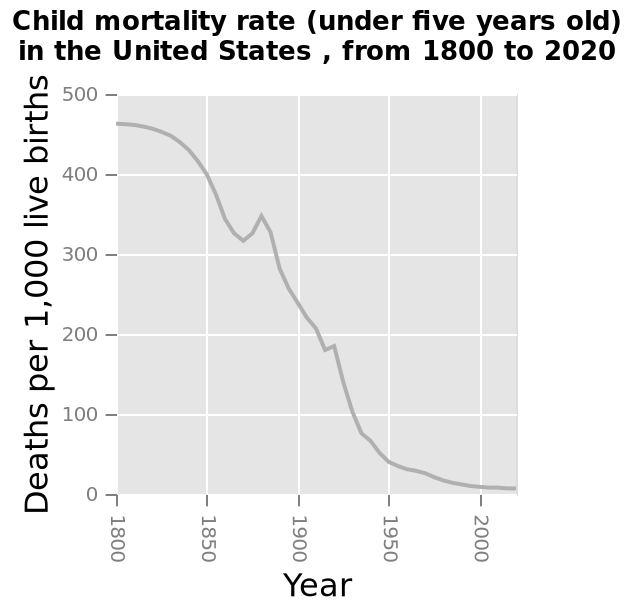 Child mortality rate (under five years old)
in the United States , from 1800 to 2020
Deaths per 1,000 live births
500
400
300
200
100
0
1800
1850
1900
1950
2000
Year